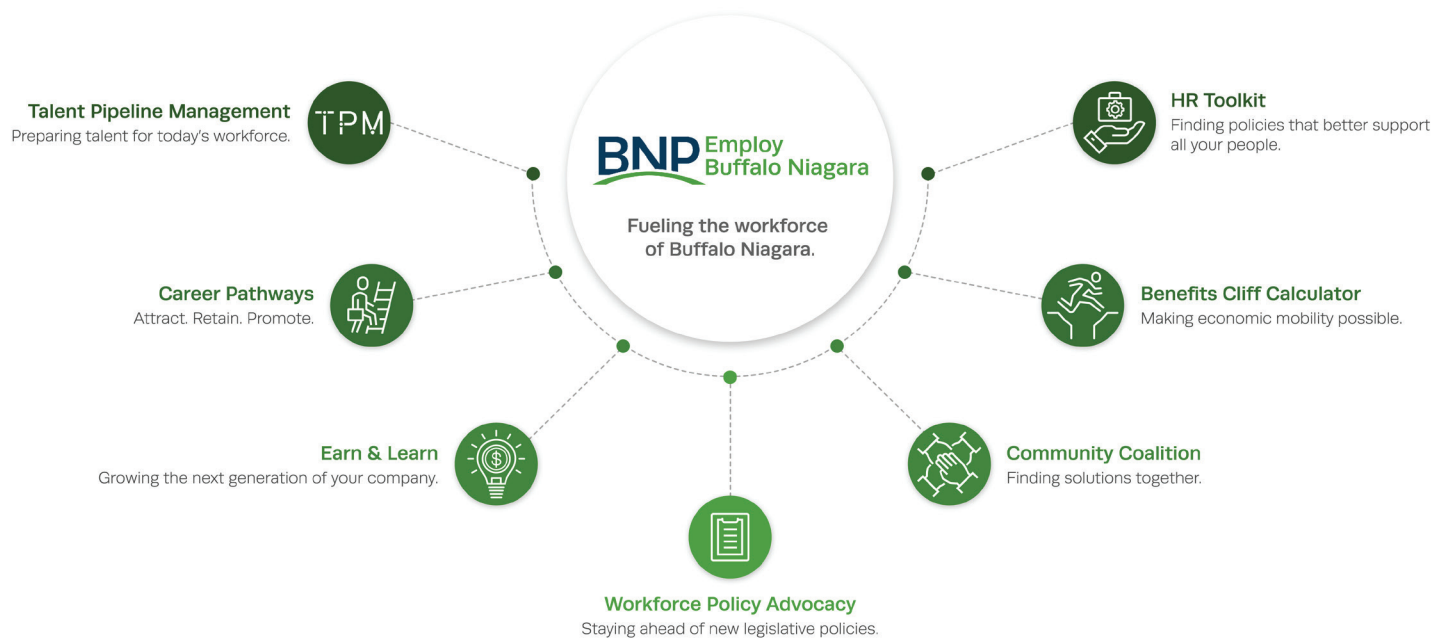 BNP Employ
Buffalo Niagara
Fueling the workforce
of Buffalo Niagara.
Talent Pipeline Management
Preparing talent for today's workforce.
TPM
Career Pathways
Attract. Retain. Promote.
Earn & Learn
Growing the next generation of your company.
$
Workforce Policy Advocacy
Staying ahead of new legislative policies.
Community Coalition
Finding solutions together.
Benefits Cliff Calculator
Making economic mobility possible.
HR Toolkit
Finding policies that better support
all your people.